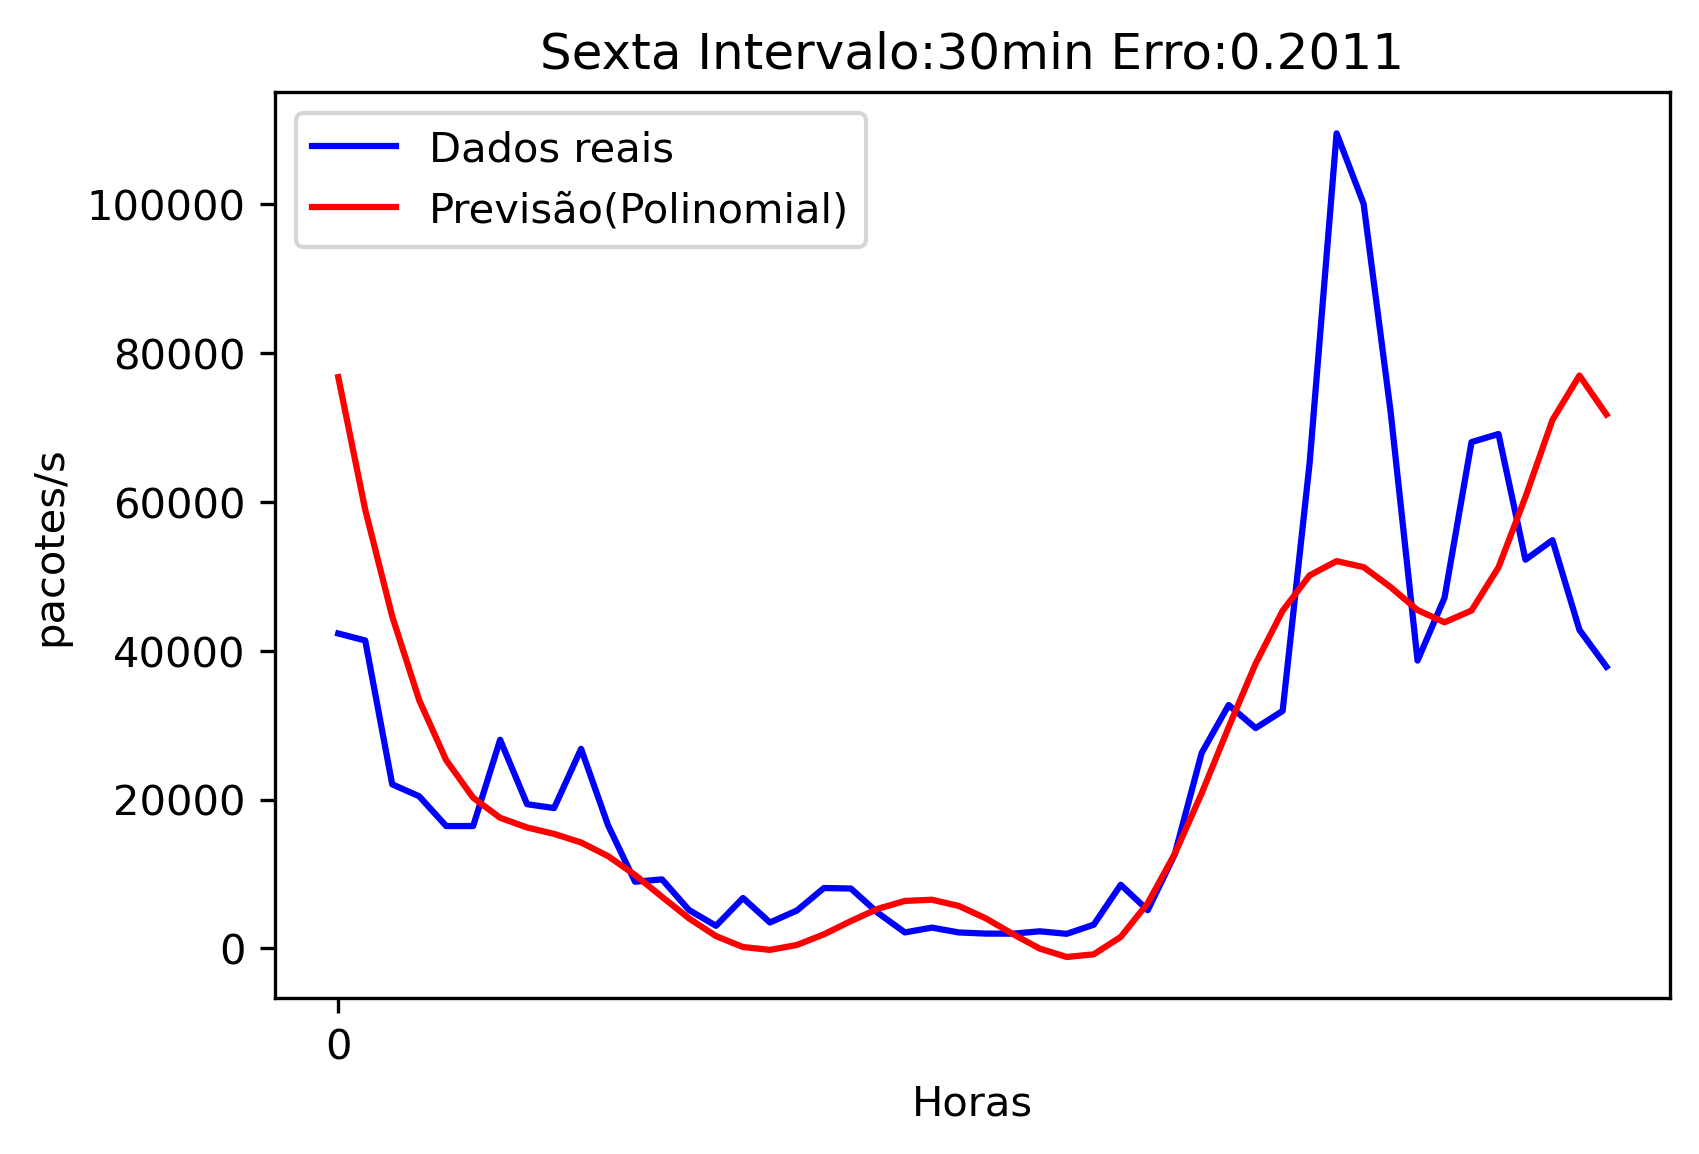 Sexta Intervalo:30min Erro:0.2011
Dados reais
Previsão(Polinomial)
100000
80000
60000
40000
20000
0
pacotes/s
0
Horas